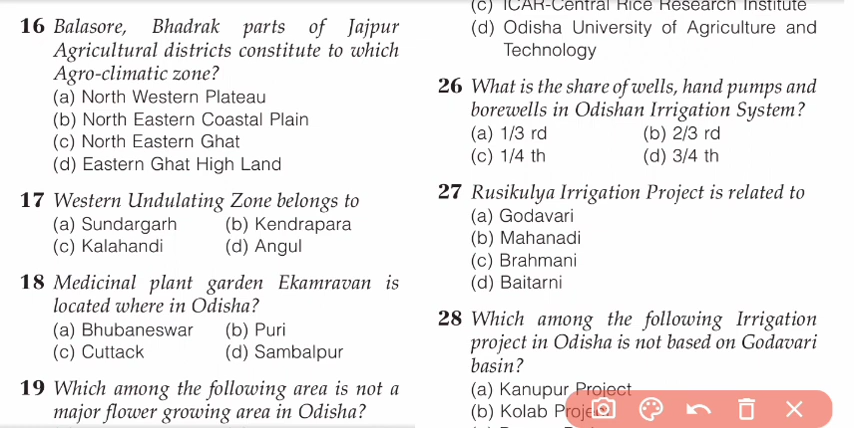 16 Balasore, Bhadrak parts of Jajpur
Agricultural districts constitute to which
Agro-climatic zone?
(a) North Western Plateau
(b) North Eastern Coastal Plain
(c) North Eastern Ghat
(d) Eastern Ghat High Land
17 Western Undulating Zone belongs to
(a) Sundargarh (b) Kendrapara
(c) Kalahandi (d) Angul
18 Medicinal plant garden Ekamravan is
located where in Odisha?
(a) Bhubaneswar (b) Puri
(c) Cuttack (d) Sambalpur
19 Which among the following area is not a
major flower growing area in Odisha?
(c) ICAR-Central Rice Research Institute
(d) Odisha University of Agriculture and
Technology
26 What is the share of wells, hand pumps and
borewells in Odishan Irrigation System?
(a) 1/3 rd (b) 2/3 rd
(c) 1/4 th (d) 3/4 th
27 Rusikulya Irrigation Project is related to
(a) Godavari
(b) Mahanadi
(c) Brahmani
(d) Baitarni
28 Which among the following Irrigation
project in Odisha is not based on Godavari
basin?
(a) Kanupur Project
(b) Kolab